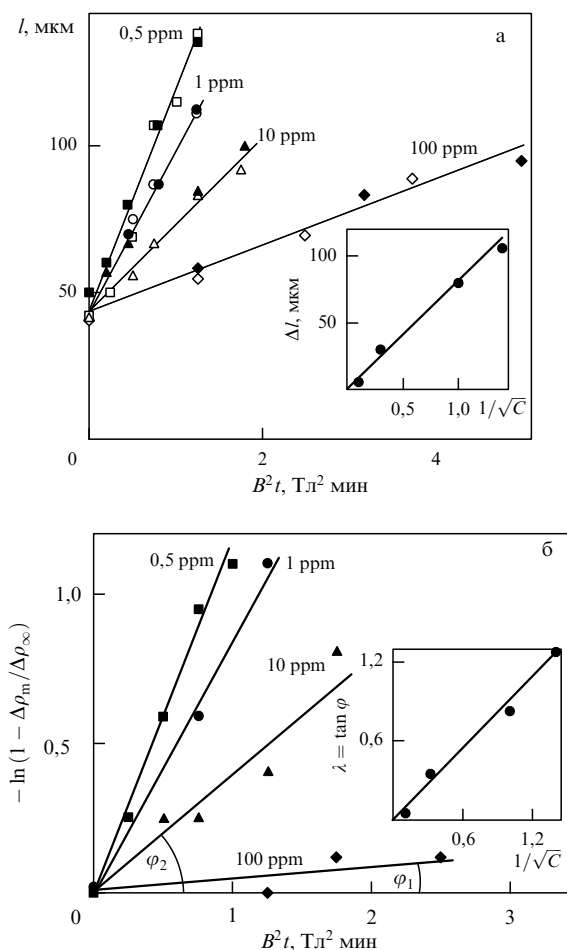 l, мкм
а
0,5 ppm
1 ppm
10 ppm
100 ppm
100
50
0
2
4
B²t, Тл² мин
Δl, мкм
100
50
0,5
1,0
1/√C
б
− ln (1 − Δρm/Δρ∞)
0,5 ppm
1 ppm
10 ppm
100 ppm
φ2
φ1
1,0
0,5
0
0
1
2
3
B²t, Тл² мин
λ = tan φ
1,2
0,6
0,6
1,2
1/√C